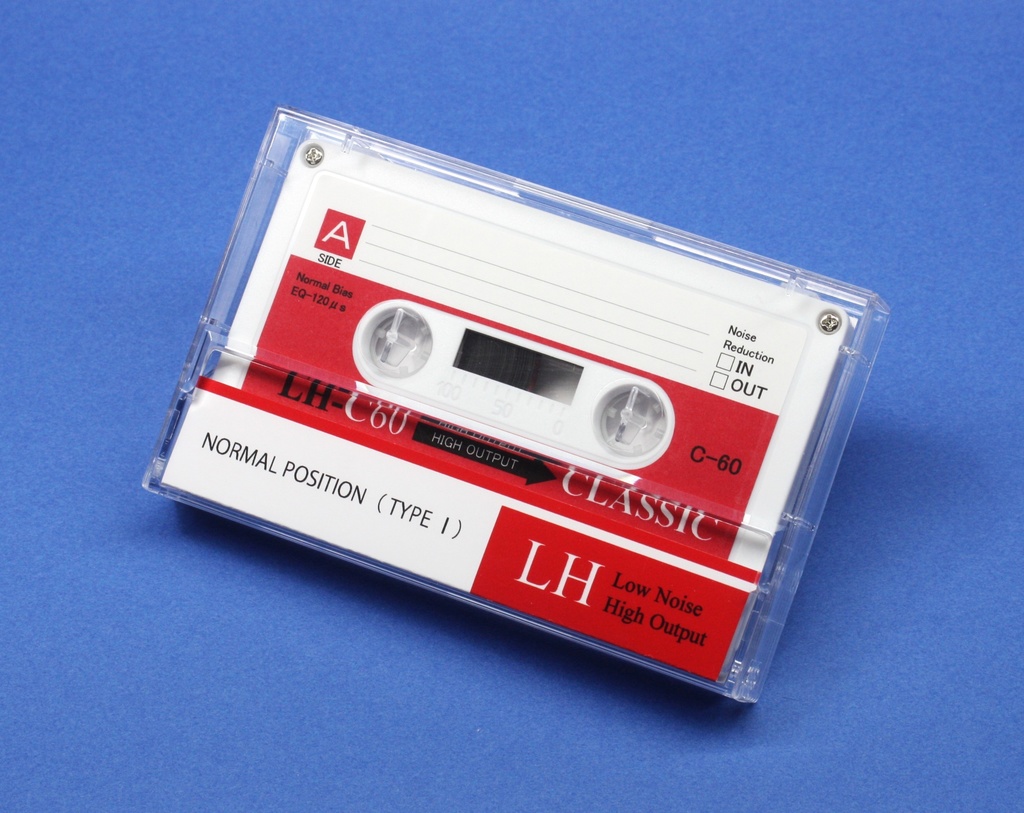 A
SIDE
Normal Bias
EQ-120μs
Noise
Reduction
IN
OUT
100 50 0
C-60
LH-C60
HIGH OUTPUT
CLASSIC
NORMAL POSITION (TYPE I)
LH
Low Noise
High Output